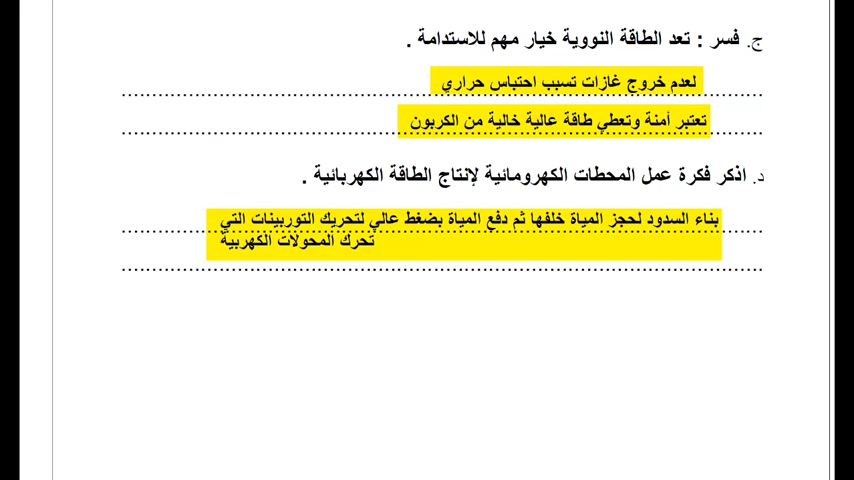 ج. فسر : تعد الطاقة النووية خيار مهم للاستدامة .
لعدم خروج غازات تسبب احتباس حراري
تعتبر أمنة وتعطي طاقة عالية خالية من الكربون
د. اذكر فكرة عمل المحطات الكهرومائية لإنتاج الطاقة الكهربائية .
بناء السدود لحجز المياة خلفها ثم دفع المياة بضغط عالي لتحريك التوربينات التي
تحرك المحولات الكهربية